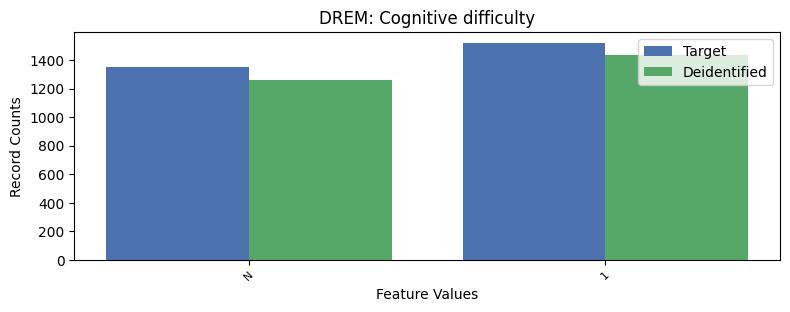 DREM: Cognitive difficulty
Target
Deidentified
Record Counts
1400
1200
1000
800
600
400
200
0
N
1
Feature Values